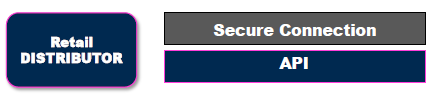 Retail
DISTRIBUTOR
Secure Connection
API